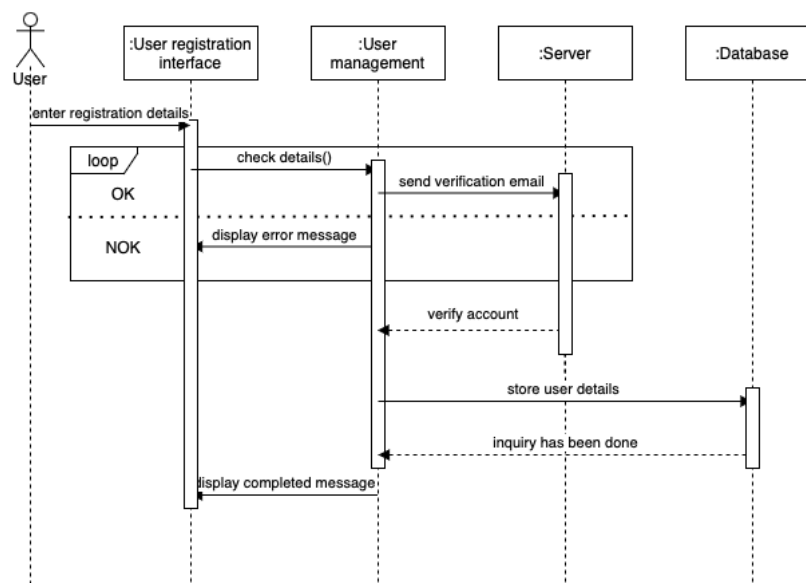 :User registration
interface
:User
management
:Server
:Database
User
enter registration details
loop
check details()
OK
send verification email
NOK
display error message
verify account
store user details
inquiry has been done
display completed message